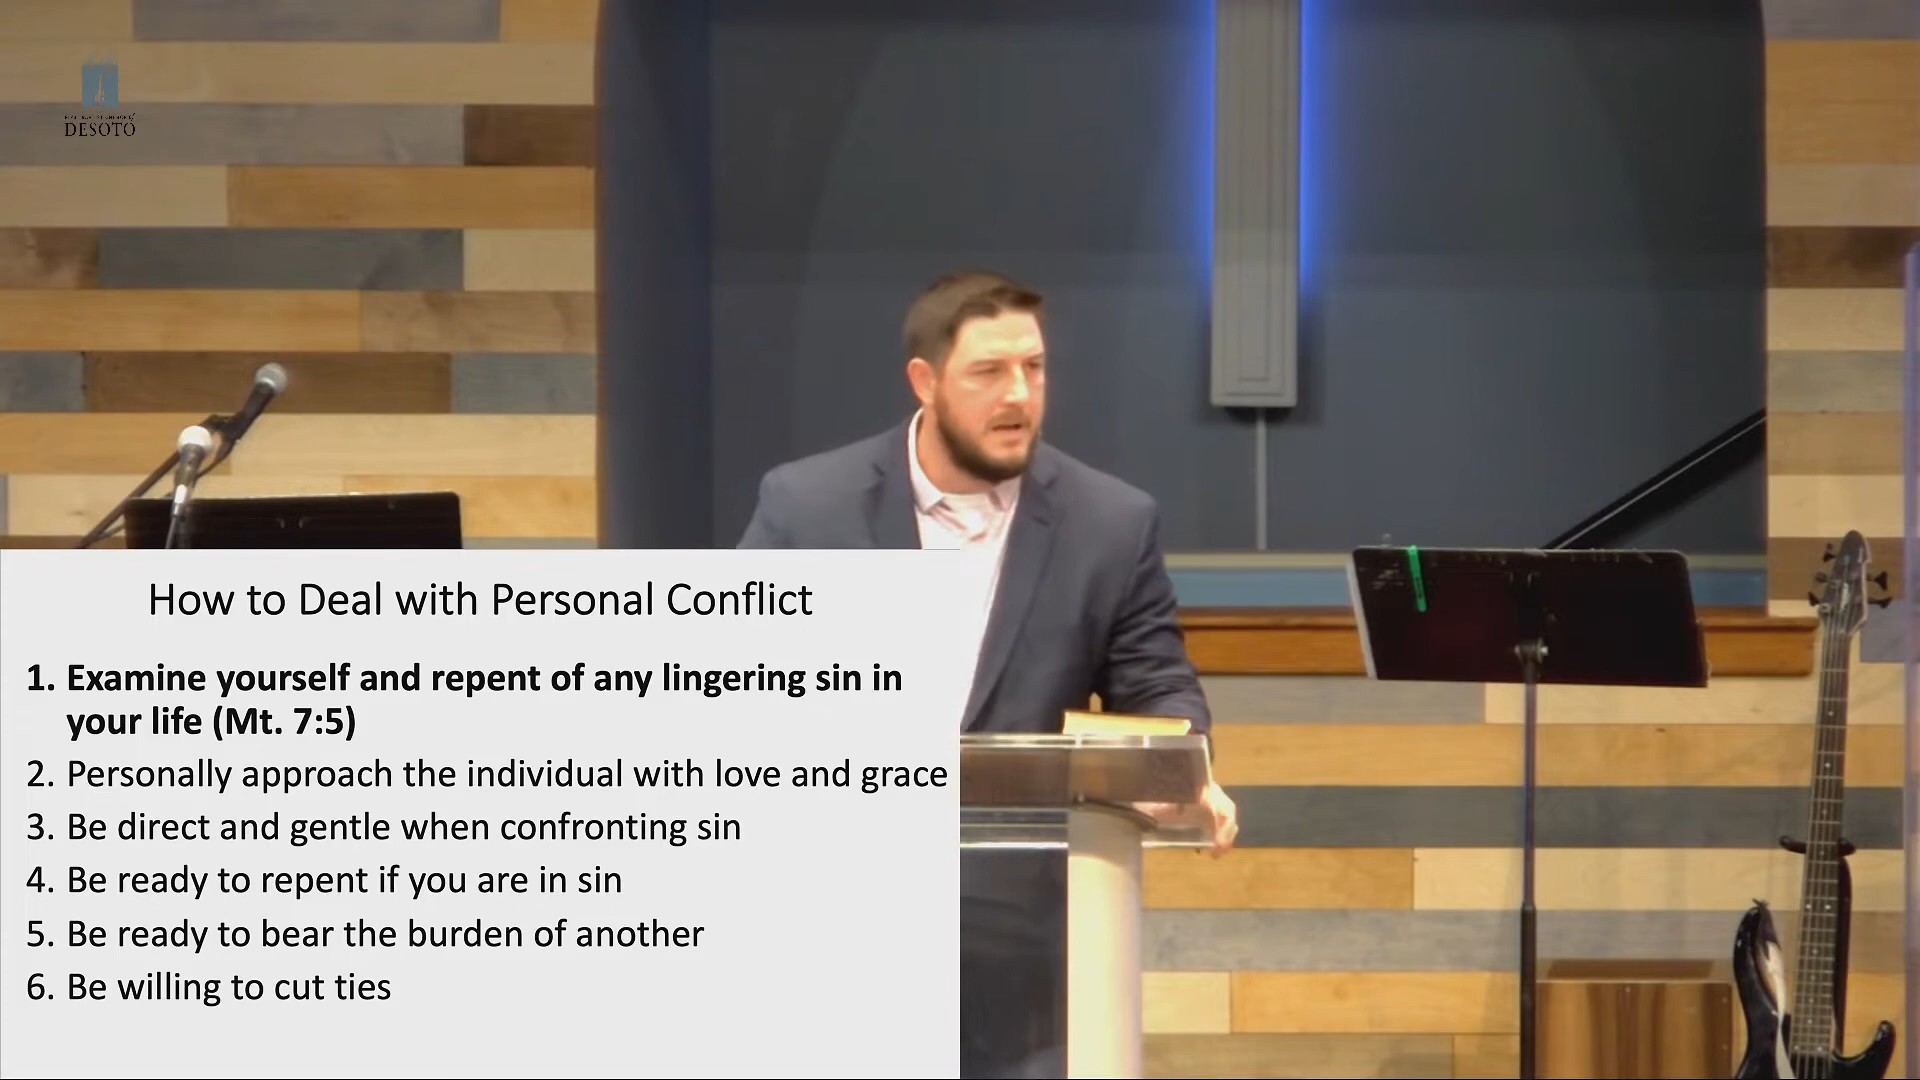 DESOTO
How to Deal with Personal Conflict
1. Examine yourself and repent of any lingering sin in
your life (Mt. 7:5)
2. Personally approach the individual with love and grace
3. Be direct and gentle when confronting sin
4. Be ready to repent if you are in sin
5. Be ready to bear the burden of another
6. Be willing to cut ties